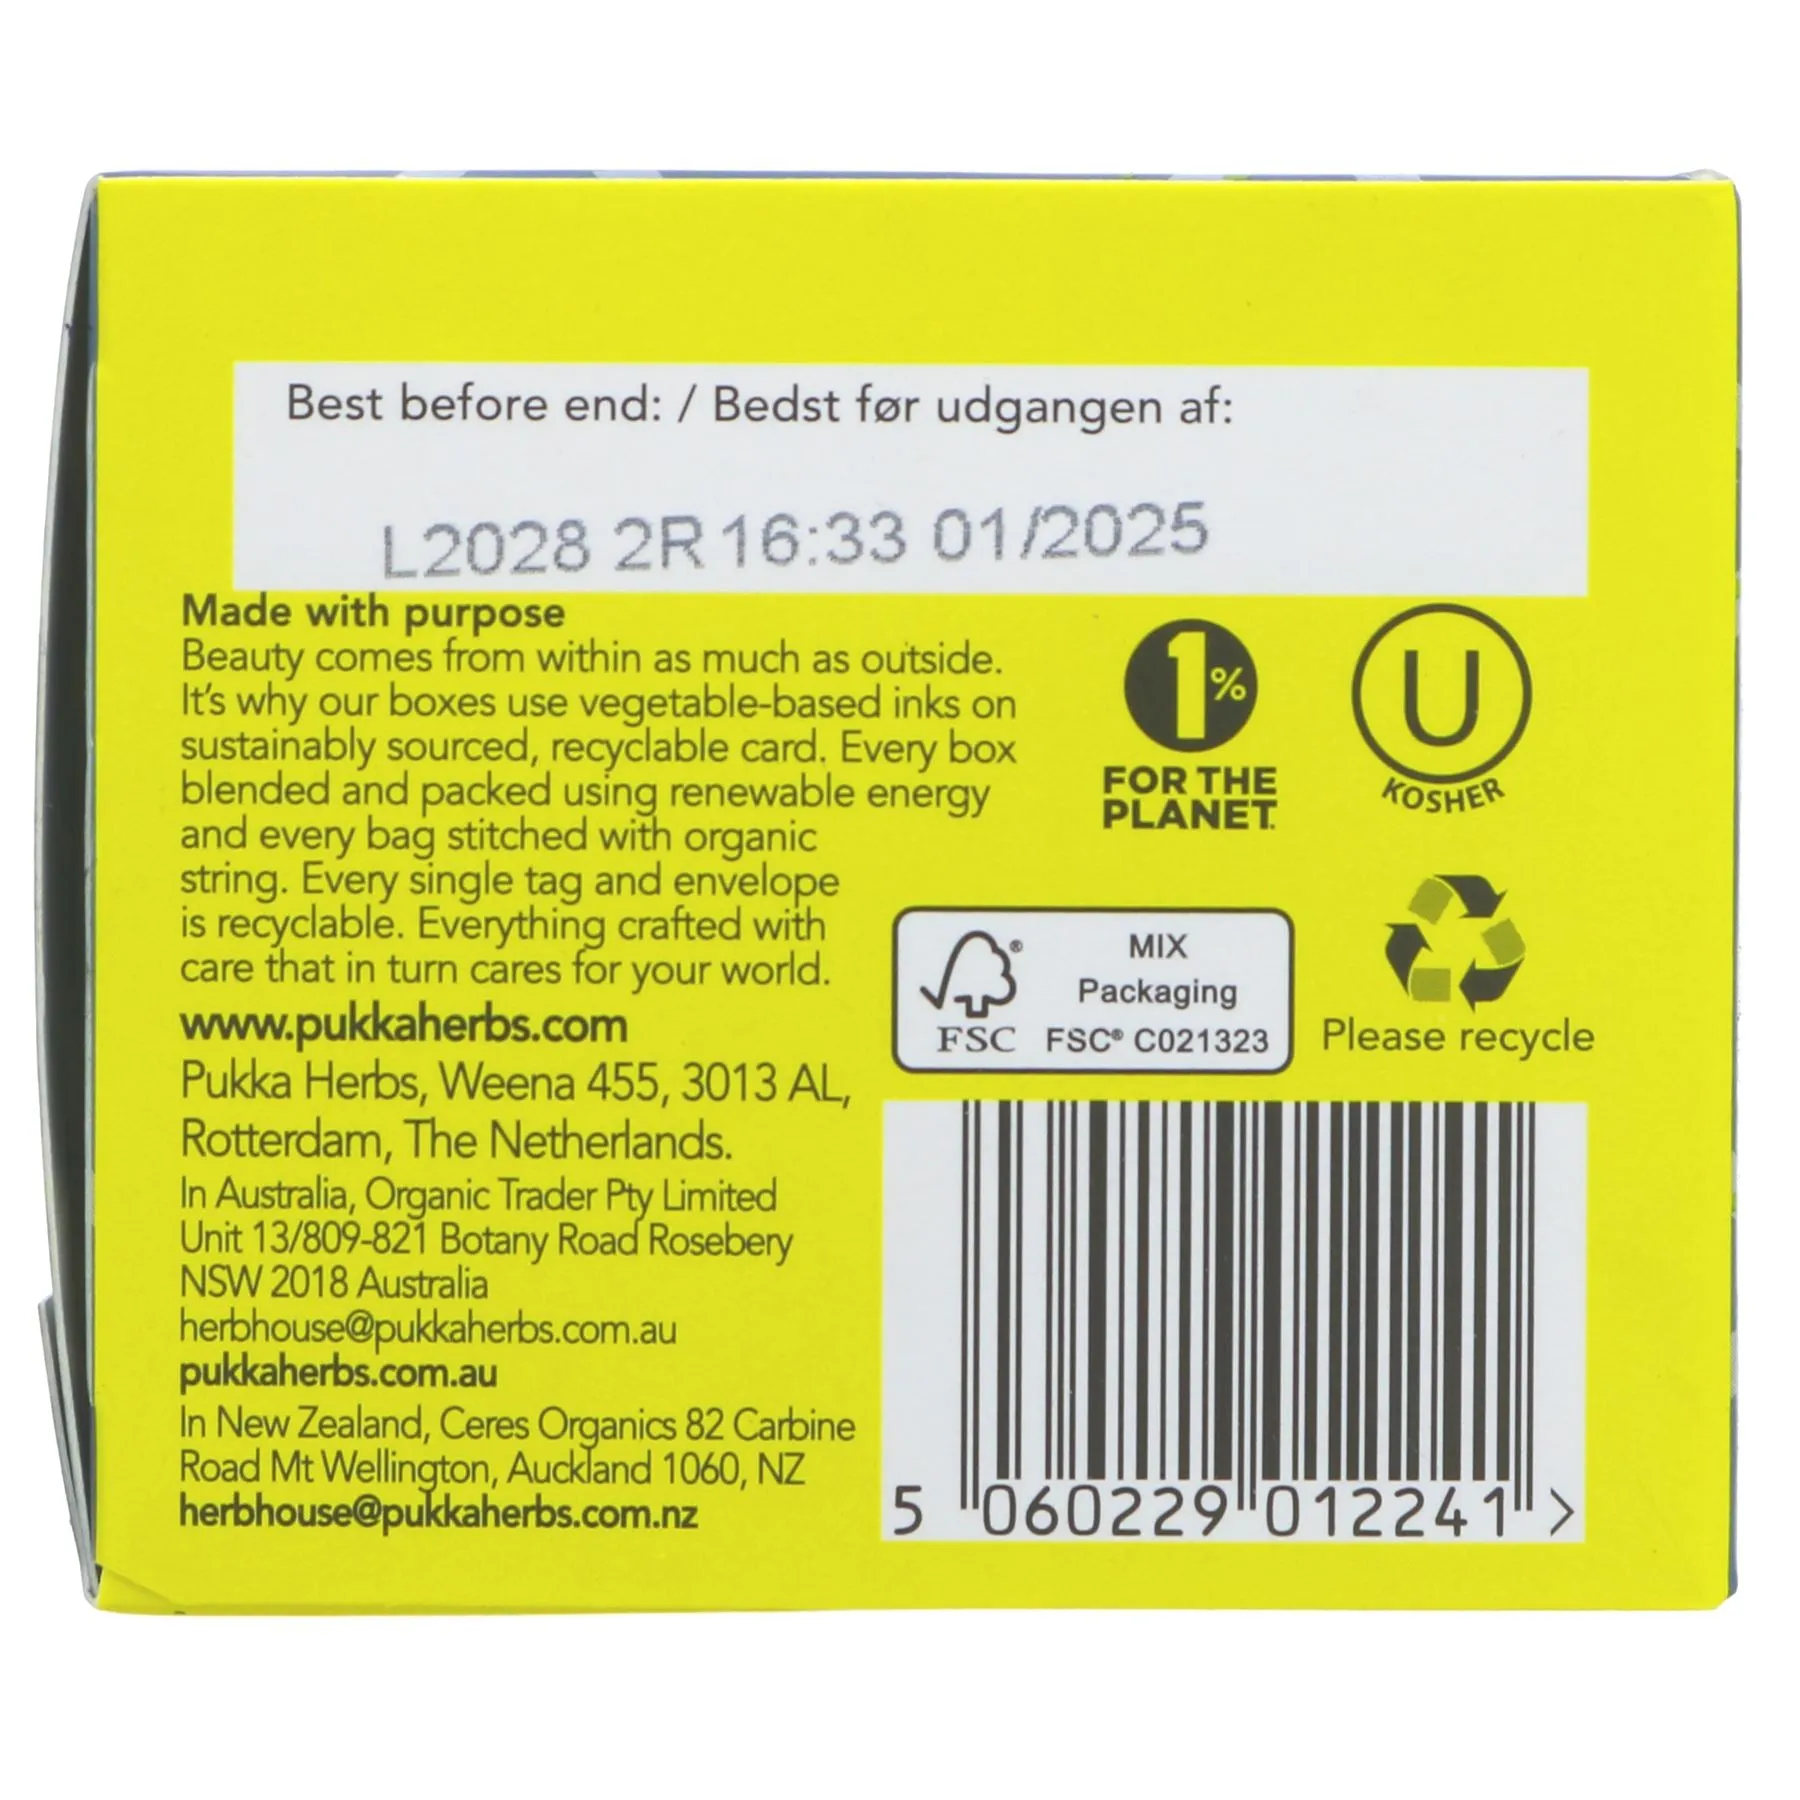 Best before end: / Bedst før udgangen af:
L2028 2R 16:33 01/2025
Made with purpose
Beauty comes from within as much as outside.
It's why our boxes use vegetable-based inks on
sustainably sourced, recyclable card. Every box
blended and packed using renewable energy
and every bag stitched with organic
string. Every single tag and envelope
is recyclable. Everything crafted with
care that in turn cares for your world.
www.pukkaherbs.com
Pukka Herbs, Weena 455, 3013 AL,
Rotterdam, The Netherlands.
In Australia, Organic Trader Pty Limited
Unit 13/809-821 Botany Road Rosebery
NSW 2018 Australia
herbhouse@pukkaherbs.com.au
pukkaherbs.com.au
In New Zealand, Ceres Organics 82 Carbine
Road Mt Wellington, Auckland 1060, NZ
herbhouse@pukkaherbs.com.nz
1%
FOR THE
PLANET.
U
KOSHER
FSC®
MIX
Packaging
FSC® C021323
Please recycle
5 060229 012241 >